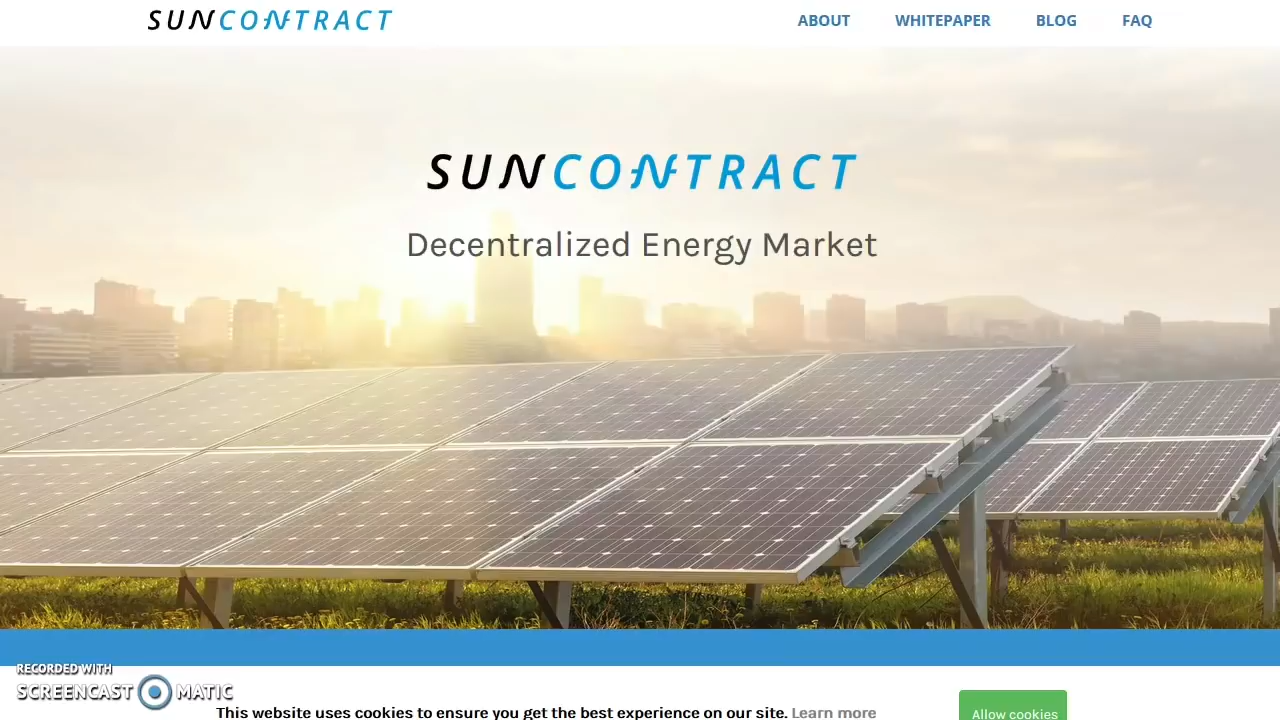 SUNCONTRACT
ABOUT
WHITEPAPER
BLOG
FAQ
SUNCONTRACT
Decentralized Energy Market
RECORDED WITH
SCREENCAST MATIC
This website uses cookies to ensure you get the best experience on our site. Learn more
Allow cookies